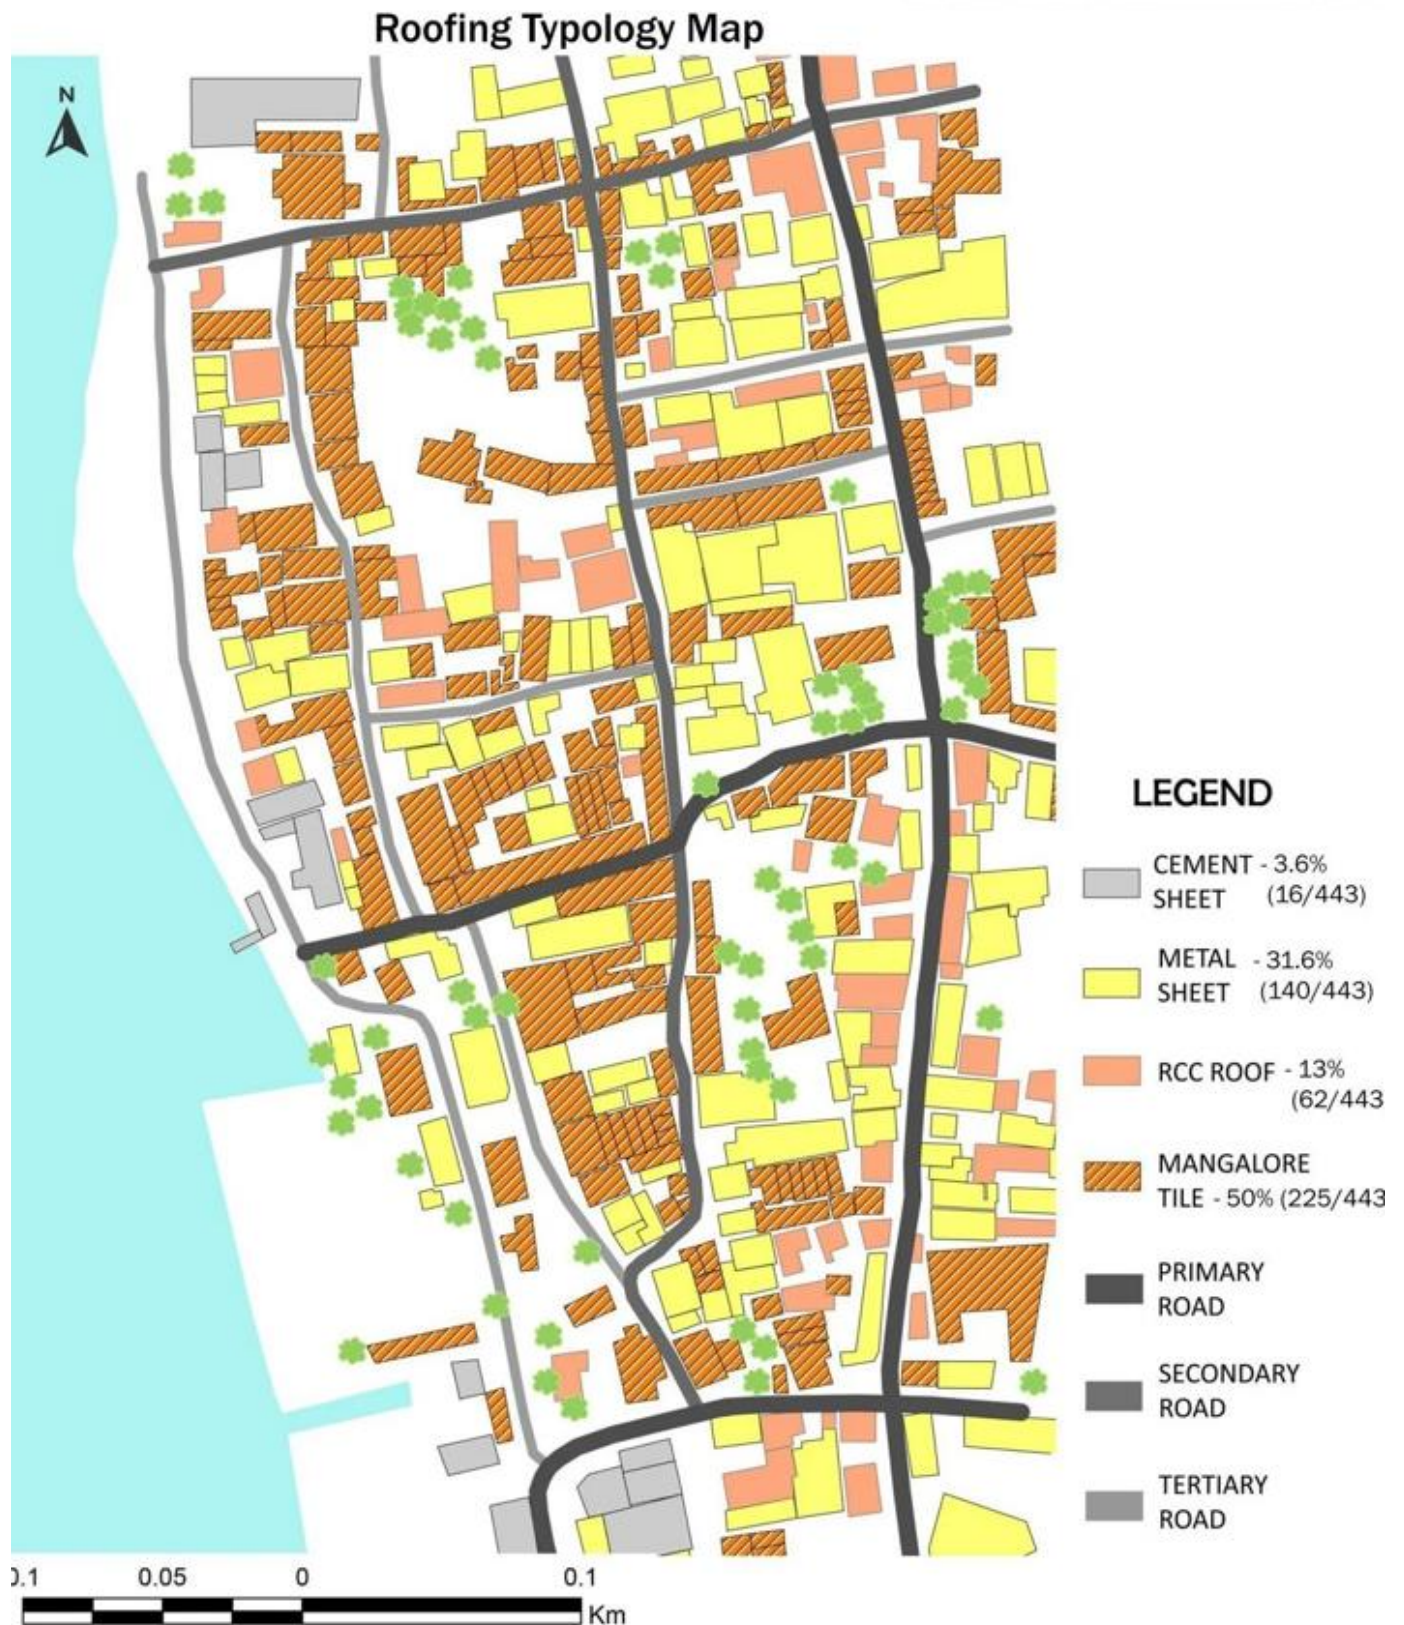 Roofing Typology Map
N
LEGEND
CEMENT - 3.6%
SHEET (16/443)
METAL - 31.6%
SHEET (140/443)
RCC ROOF - 13%
(62/443
MANGALORE
TILE - 50% (225/443
PRIMARY
ROAD
SECONDARY
ROAD
TERTIARY
ROAD
0.1 0.05 0 0.1
Km